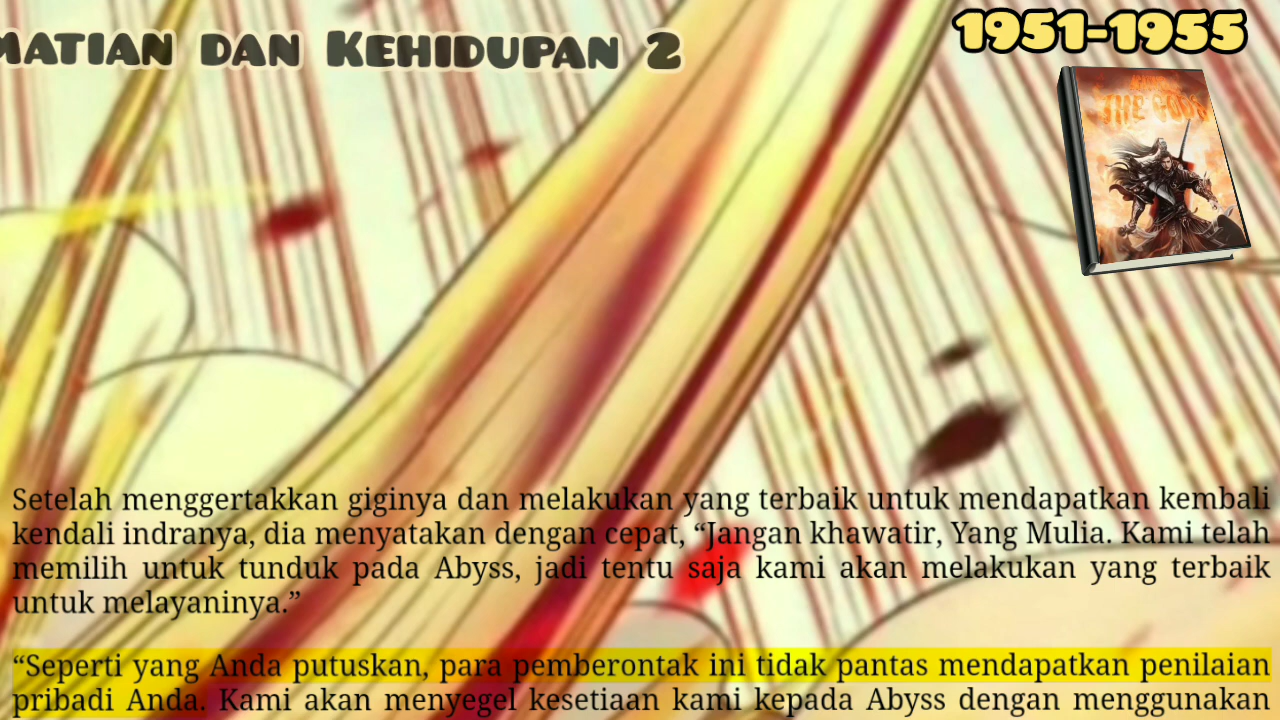 MATIAN DAN KEHIDUPAN 2
1951-1955
THE GODS
Setelah menggertakkan giginya dan melakukan yang terbaik untuk mendapatkan kembali
kendali indranya, dia menyatakan dengan cepat, “Jangan khawatir, Yang Mulia. Kami telah
memilih untuk tunduk pada Abyss, jadi tentu saja kami akan melakukan yang terbaik
untuk melayaninya.”
“Seperti yang Anda putuskan, para pemberontak ini tidak pantas mendapatkan penilaian
pribadi Anda. Kami akan menyegel kesetiaan kami kepada Abyss dengan menggunakan